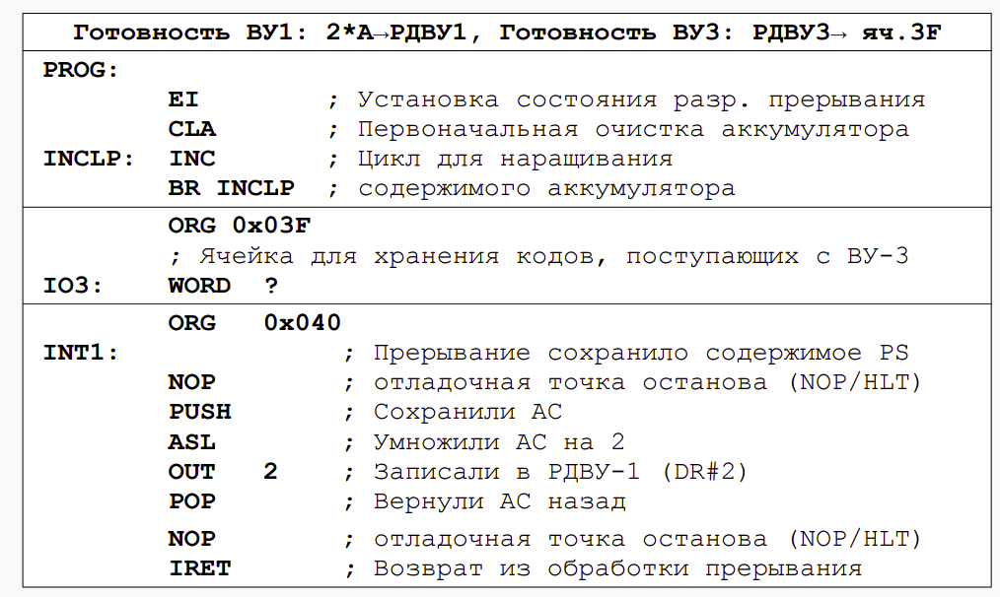 Готовность ВУ1: 2*A→РДВУ1, Готовность ВУ3: РДВУ3→ яч.3F
PROG:
EI ; Установка состояния разр. прерывания
CLA ; Первоначальная очистка аккумулятора
INCLP: INC ; Цикл для наращивания
BR INCLP ; содержимого аккумулятора
ORG 0x03F
; Ячейка для хранения кодов, поступающих с ВУ-3
IO3: WORD ?
ORG 0x040
INT1: ; Прерывание сохранило содержимое PS
NOP ; отладочная точка останова (NOP/HLT)
PUSH ; Сохранили АС
ASL ; Умножили АС на 2
OUT 2 ; Записали в РДВУ-1 (DR#2)
POP ; Вернули АС назад
NOP ; отладочная точка останова (NOP/HLT)
IRET ; Возврат из обработки прерывания